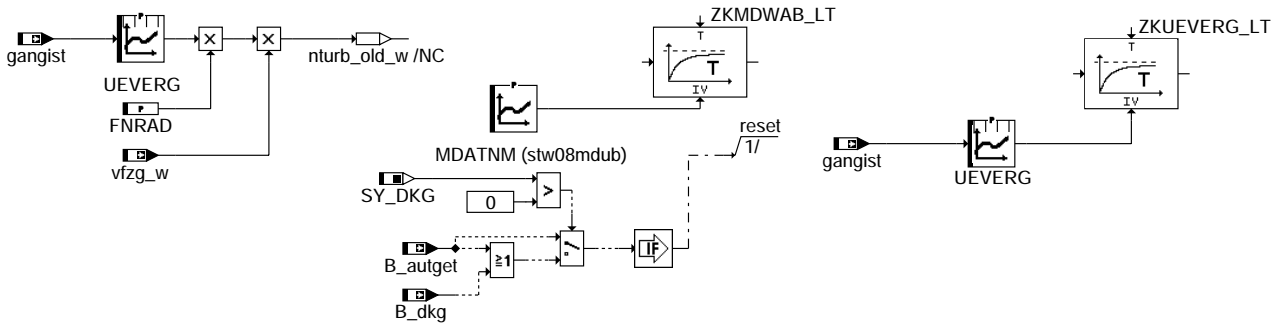 ZKMDWAB_LT
ZKUEVERG_LT
P
T
T
gangist
nturb_old_w /NC
T
T
UEVERG
P
IV
P
IV
P
FNRAD
reset
1/
vfzg_w
MDATNM (stw08mdub)
gangist
UEVERG
SY_DKG
>
0
B_autget
≧1
IF
B_dkg